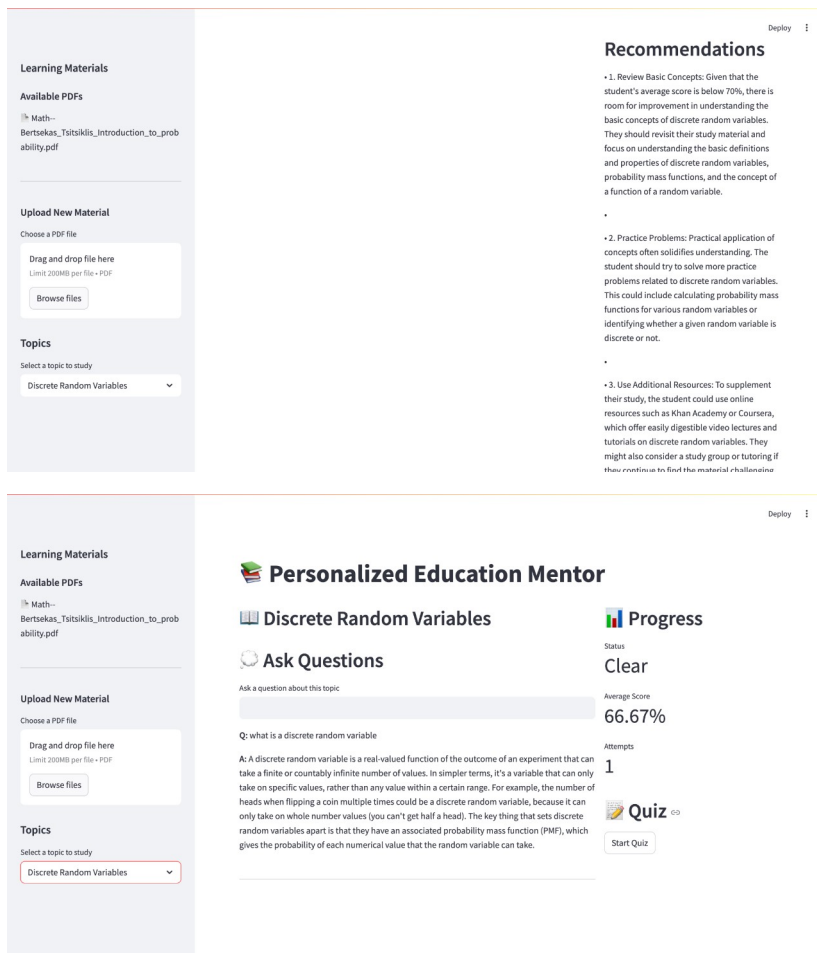 Deploy
Learning Materials
Available PDFs
Math--
Bertsekas_Tsitsiklis_Introduction_to_prob
ability.pdf
Upload New Material
Choose a PDF file
Drag and drop file here
Limit 200MB per file • PDF
Browse files
Topics
Select a topic to study
Discrete Random Variables
Recommendations
• 1. Review Basic Concepts: Given that the
student's average score is below 70%, there is
room for improvement in understanding the
basic concepts of discrete random variables.
They should revisit their study material and
focus on understanding the basic definitions
and properties of discrete random variables,
probability mass functions, and the concept of
a function of a random variable.
•
• 2. Practice Problems: Practical application of
concepts often solidifies understanding. The
student should try to solve more practice
problems related to discrete random variables.
This could include calculating probability mass
functions for various random variables or
identifying whether a given random variable is
discrete or not.
•
• 3. Use Additional Resources: To supplement
their study, the student could use online
resources such as Khan Academy or Coursera,
which offer easily digestible video lectures and
tutorials on discrete random variables. They
might also consider a study group or tutoring if
they continue to find the material challenging
Deploy
Learning Materials
Available PDFs
Math--
Bertsekas_Tsitsiklis_Introduction_to_prob
ability.pdf
Upload New Material
Choose a PDF file
Drag and drop file here
Limit 200MB per file • PDF
Browse files
Topics
Select a topic to study
Discrete Random Variables
Personalized Education Mentor
Discrete Random Variables
Ask Questions
Ask a question about this topic
Q: what is a discrete random variable
A: A discrete random variable is a real-valued function of the outcome of an experiment that can
take a finite or countably infinite number of values. In simpler terms, it's a variable that can only
take on specific values, rather than any value within a certain range. For example, the number of
heads when flipping a coin multiple times could be a discrete random variable, because it can
only take on whole number values (you can't get half a head). The key thing that sets discrete
random variables apart is that they have an associated probability mass function (PMF), which
gives the probability of each numerical value that the random variable can take.
Progress
Status
Clear
Average Score
66.67%
Attempts
1
Quiz
Start Quiz